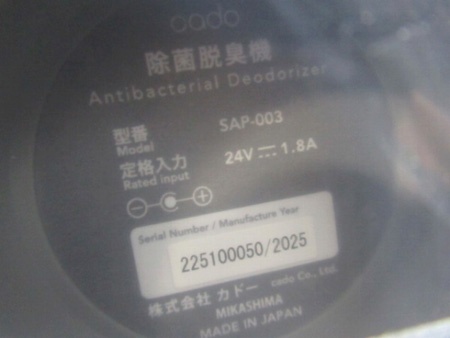 cado
除菌脱臭機
Antibacterial Deodorizer
型番 SAP-003
Model
定格入力 24V ⎓ 1.8A
Rated input
Serial Number / Manufacture Year
225100050/2025
株式会社 カドー cado Co., Ltd.
MIKASHIMA
MADE IN JAPAN